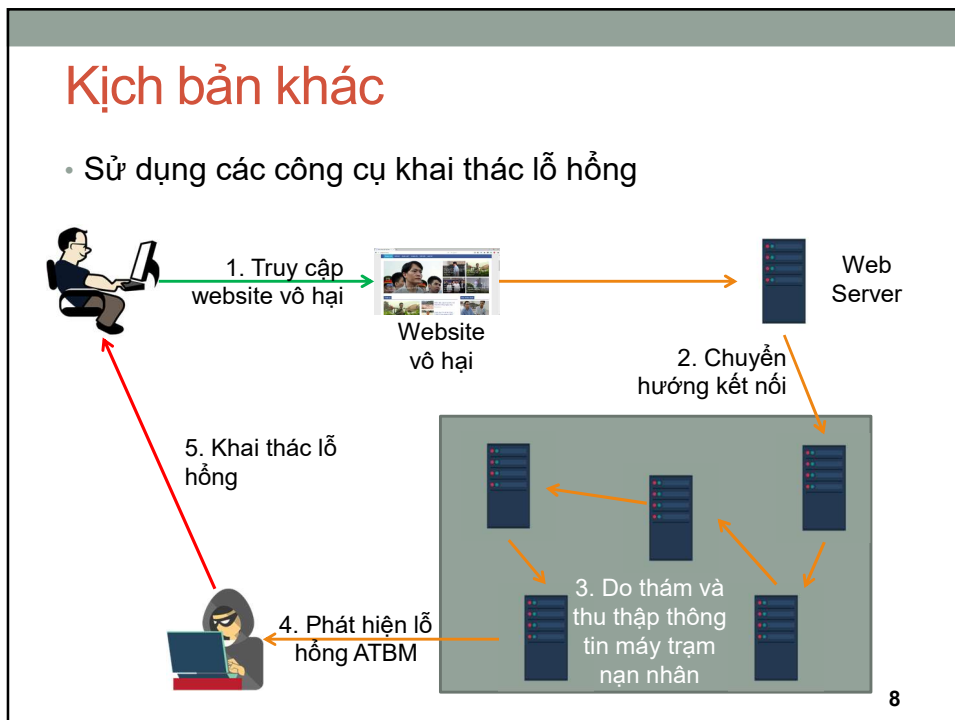 Kịch bản khác
• Sử dụng các công cụ khai thác lỗ hổng
1. Truy cập
website vô hại
Website
vô hại
Web
Server
2. Chuyển
hướng kết nối
3. Do thám và
thu thập thông
tin máy trạm
nạn nhân
4. Phát hiện lỗ
hổng ATBM
5. Khai thác lỗ
hổng
8